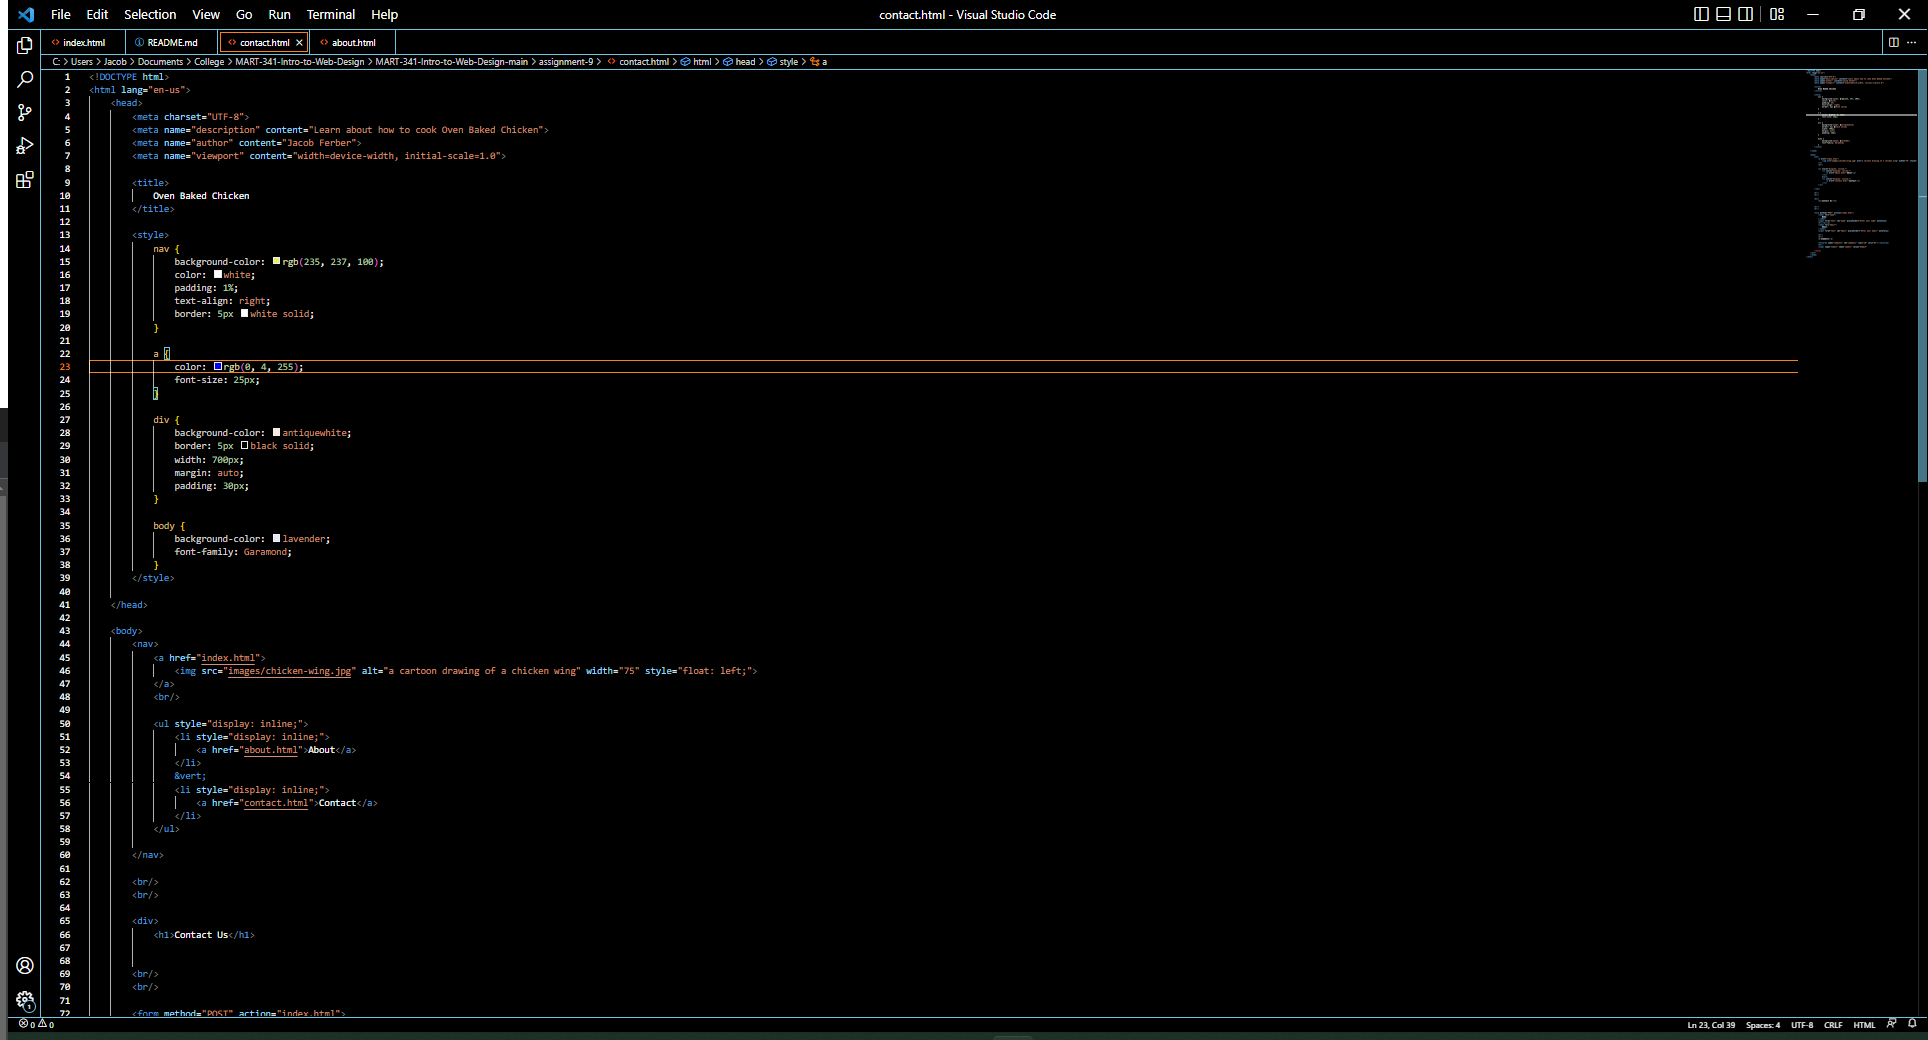 File Edit Selection View Go Run Terminal Help
contact.html - Visual Studio Code
index.html README.md contact.html about.html
C: > Users > Jacob > Documents > College > MART-341-Intro-to-Web-Design > MART-341-Intro-to-Web-Design-main > assignment-9 > contact.html > html > head > style > a
1 <!DOCTYPE html>
2 <html lang="en-us">
3 <head>
4 <meta charset="UTF-8">
5 <meta name="description" content="Learn about how to cook Oven Baked Chicken">
6 <meta name="author" content="Jacob Ferber">
7 <meta name="viewport" content="width=device-width, initial-scale=1.0">
8
9 <title>
10 Oven Baked Chicken
11 </title>
12
13 <style>
14 nav {
15 background-color: rgb(235, 237, 100);
16 color: white;
17 padding: 1%;
18 text-align: right;
19 border: 5px white solid;
20 }
21
22 a {
23 color: rgb(0, 4, 255);
24 font-size: 25px;
25 }
26
27 div {
28 background-color: antiquewhite;
29 border: 5px black solid;
30 width: 700px;
31 margin: auto;
32 padding: 30px;
33 }
34
35 body {
36 background-color: lavender;
37 font-family: Garamond;
38 }
39 </style>
40
41 </head>
42
43 <body>
44 <nav>
45 <a href="index.html">
46 <img src="images/chicken-wing.jpg" alt="a cartoon drawing of a chicken wing" width="75" style="float: left;">
47 </a>
48 <br/>
49
50 <ul style="display: inline;">
51 <li style="display: inline;">
52 <a href="about.html">About</a>
53 </li>
54 &vert;
55 <li style="display: inline;">
56 <a href="contact.html">Contact</a>
57 </li>
58 </ul>
59
60 </nav>
61
62 <br/>
63 <br/>
64
65 <div>
66 <h1>Contact Us</h1>
67
68
69 <br/>
70 <br/>
71
72 <form method="POST" action="index.html">
0 0
Ln 23, Col 39 Spaces: 4 UTF-8 CRLF HTML